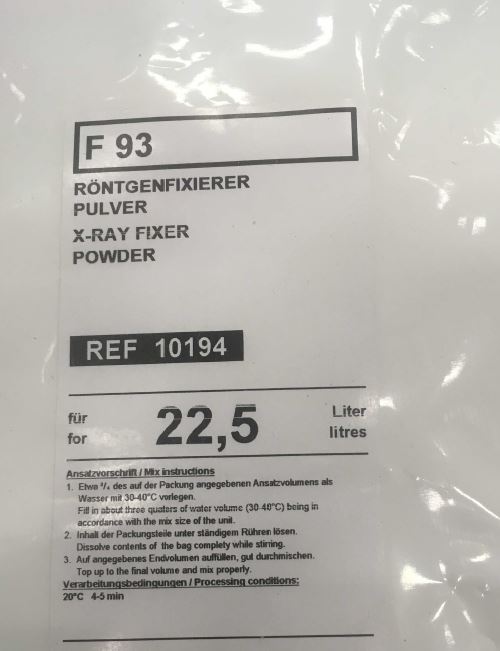 F 93
RÖNTGENFIXIERER
PULVER
X-RAY FIXER
POWDER
REF 10194
für 22,5 Liter
for litres
Ansatzvorschrift / Mix instructions
1. Etwa ³/₄ des auf der Packung angegebenen Ansatzvolumens als
Wasser mit 30-40°C vorlegen.
Fill in about three quaters of water volume (30-40°C) being in
accordance with the mix size of the unit.
2. Inhalt der Packungsteile unter ständigem Rühren lösen.
Dissolve contents of the bag complety while stirring.
3. Auf angegebenes Endvolumen auffüllen, gut durchmischen.
Top up to the final volume and mix properly.
Verarbeitungsbedingungen / Processing conditions:
20°C 4-5 min